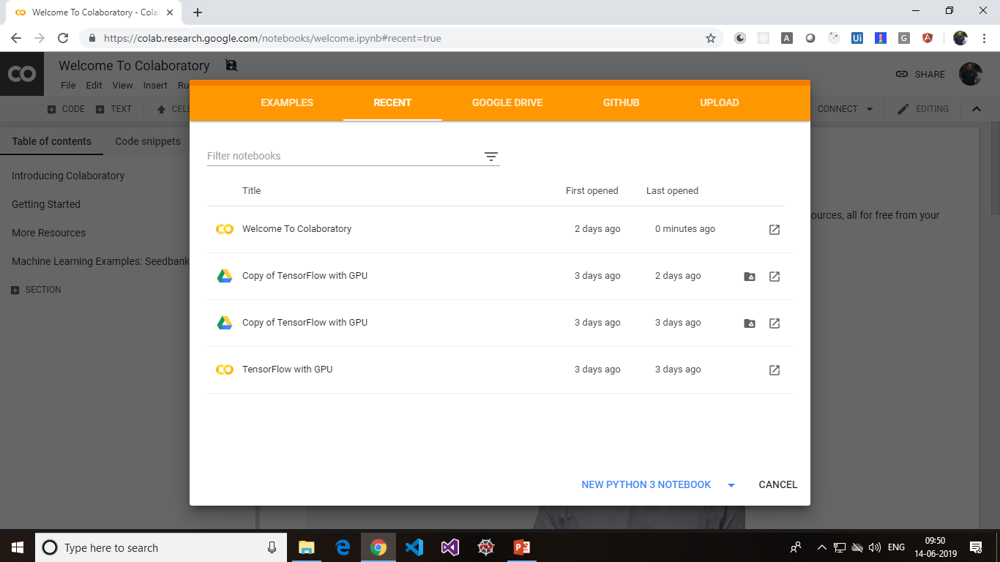 Welcome To Colaboratory - Cola
https://colab.research.google.com/notebooks/welcome.ipynb#recent=true
A
Ui
G
CO
Welcome To Colaboratory
File Edit View Insert Ru
SHARE
CODE TEXT CELL
CONNECT EDITING
EXAMPLES RECENT GOOGLE DRIVE GITHUB UPLOAD
Table of contents Code snippets
Introducing Colaboratory
Getting Started
More Resources
Machine Learning Examples: Seedbank
SECTION
ources, all for free from your
Filter notebooks
Title First opened Last opened
Welcome To Colaboratory 2 days ago 0 minutes ago
Copy of TensorFlow with GPU 3 days ago 2 days ago
Copy of TensorFlow with GPU 3 days ago 3 days ago
TensorFlow with GPU 3 days ago 3 days ago
NEW PYTHON 3 NOTEBOOK CANCEL
Type here to search
ENG
09:50
14-06-2019